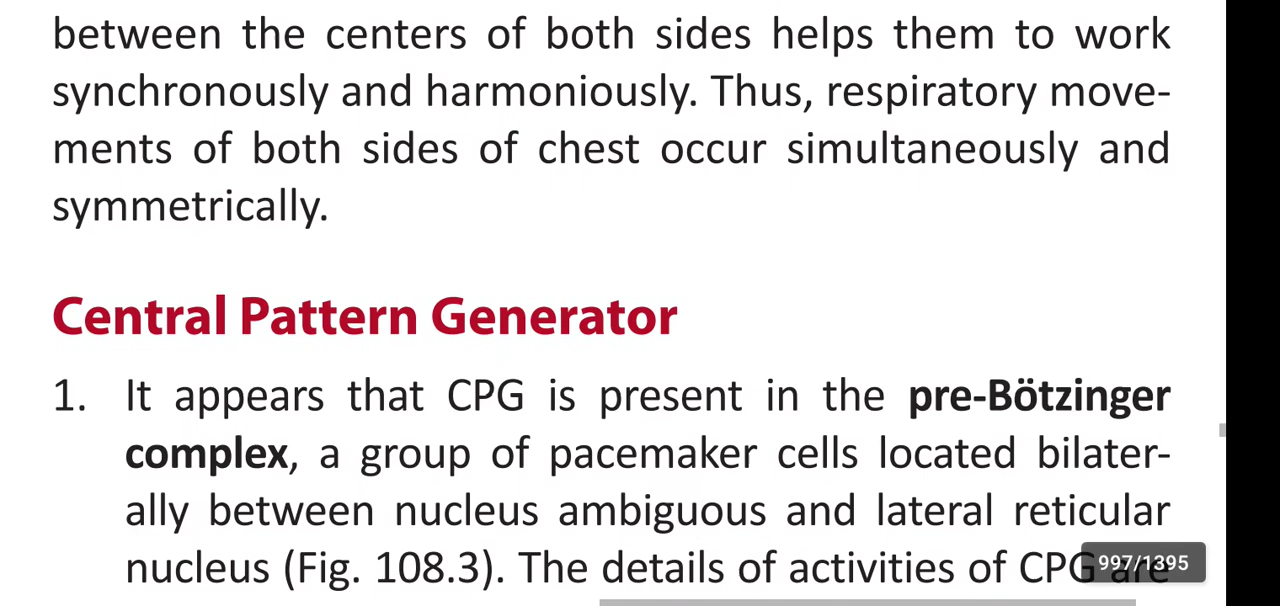 between the centers of both sides helps them to work
synchronously and harmoniously. Thus, respiratory move-
ments of both sides of chest occur simultaneously and
symmetrically.
Central Pattern Generator
1. It appears that CPG is present in the pre-Bötzinger
complex, a group of pacemaker cells located bilater-
ally between nucleus ambiguous and lateral reticular
nucleus (Fig. 108.3). The details of activities of CPG are
997/1395